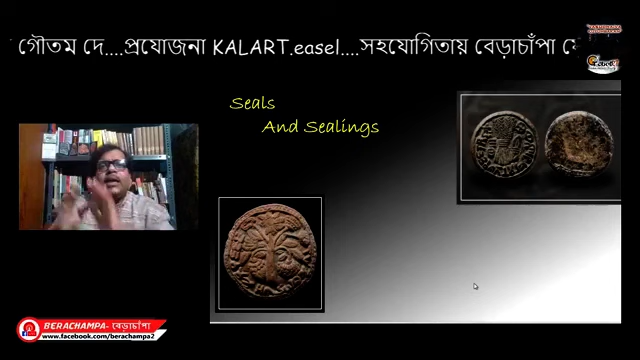 গৌতম দে....প্রযোজনা KALART.easel....সহযোগিতায় বেড়াচাঁপা ফে
Seals
And Sealings
BERACHAMPA- বেড়াচাঁপা
www.facebook.com/berachampa2